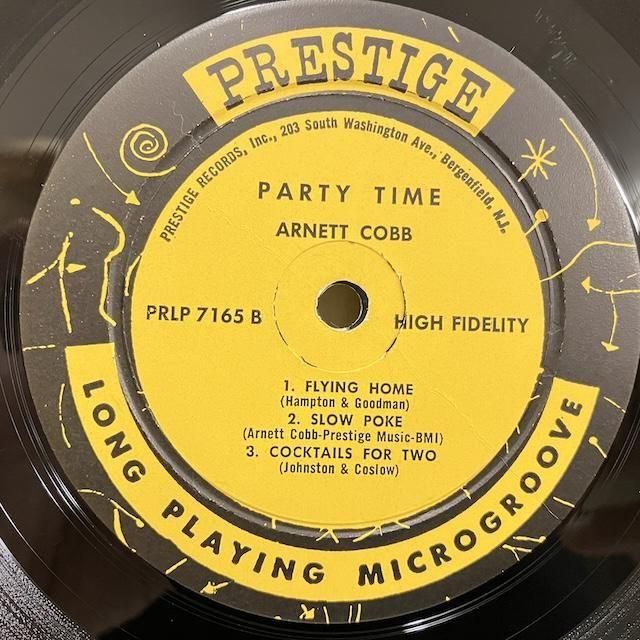 PRESTIGE
PRESTIGE RECORDS, Inc., 203 South Washington Ave., Bergenfield, N.J.
PARTY TIME
ARNETT COBB
PRLP 7165 B
HIGH FIDELITY
1. FLYING HOME
(Hampton & Goodman)
2. SLOW POKE
(Arnett Cobb-Prestige Music-BMI)
3. COCKTAILS FOR TWO
(Johnston & Coslow)
LONG PLAYING MICROGROOVE